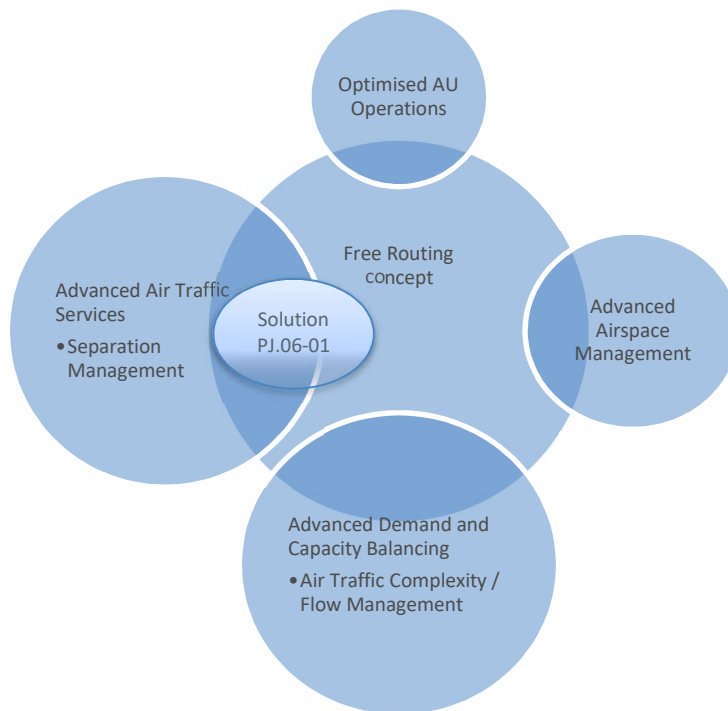 Optimised AU
Operations
Free Routing
concept
Advanced Air Traffic
Services
•Separation
Management
Solution
PJ.06-01
Advanced
Airspace
Management
Advanced Demand and
Capacity Balancing
•Air Traffic Complexity /
Flow Management